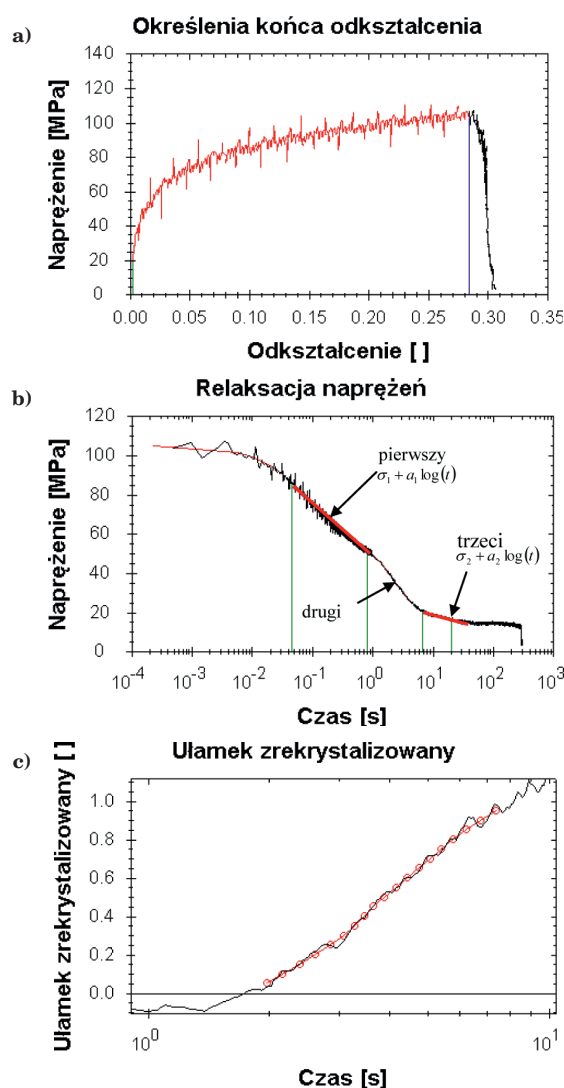 a)
Określenia końca odkształcenia
Naprężenie [MPa]
140
120
100
80
60
40
20
0
0.00 0.05 0.10 0.15 0.20 0.25 0.30 0.35
Odkształcenie [ ]
b)
Relaksacja naprężeń
Naprężenie [MPa]
120
100
80
60
40
20
0
pierwszy
σ₁ + a₁ log(t)
trzeci
σ₂ + a₂ log(t)
drugi
10⁻⁴ 10⁻³ 10⁻² 10⁻¹ 10⁰ 10¹ 10² 10³
Czas [s]
c)
Ułamek zrekrystalizowany
Ułamek zrekrystalizowany [ ]
1.0
0.8
0.6
0.4
0.2
0.0
10⁰ 10¹
Czas [s]